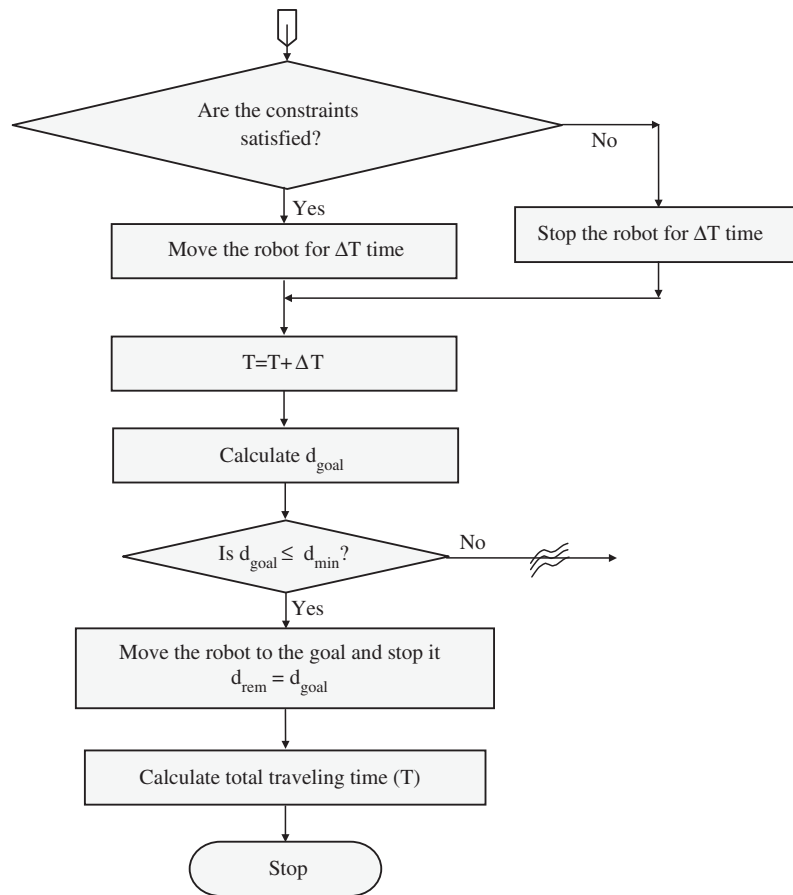 Are the constraints
satisfied?
No
Yes
Move the robot for ΔT time
Stop the robot for ΔT time
T=T+ΔT
Calculate d_goal
Is d_goal ≤ d_min?
No
Yes
Move the robot to the goal and stop it
d_rem = d_goal
Calculate total traveling time (T)
Stop